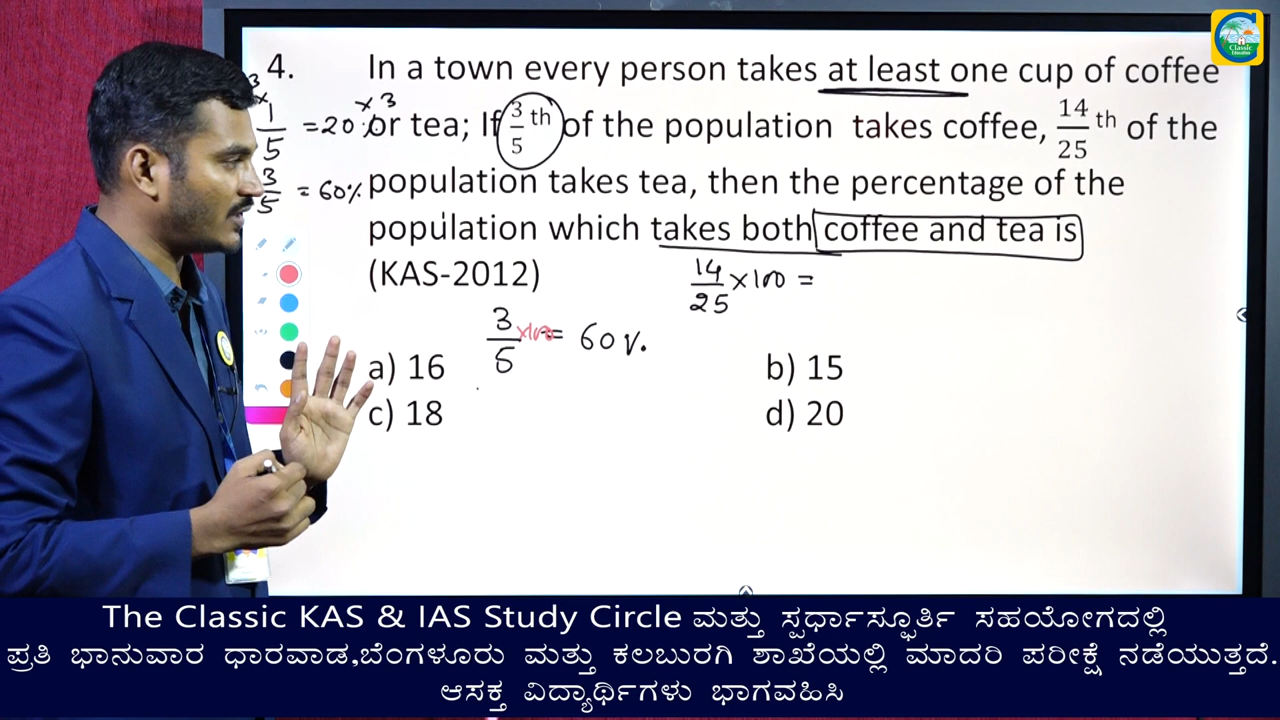 Classic
Education
4. In a town every person takes at least one cup of coffee
or tea; If 3/5 th of the population takes coffee, 14/25 th of the
population takes tea, then the percentage of the
population which takes both coffee and tea is
(KAS-2012)
3
×
1/5 = 20% × 3
3/5 = 60%
14/25 ×100 =
3/5 ×100 = 60%.
a) 16 b) 15
c) 18 d) 20
The Classic KAS & IAS Study Circle ಮತ್ತು ಸ್ಪರ್ಧಾಸ್ಫೂರ್ತಿ ಸಹಯೋಗದಲ್ಲಿ
ಪ್ರತಿ ಭಾನುವಾರ ಧಾರವಾಡ,ಬೆಂಗಳೂರು ಮತ್ತು ಕಲಬುರಗಿ ಶಾಖೆಯಲ್ಲಿ ಮಾದರಿ ಪರೀಕ್ಷೆ ನಡೆಯುತ್ತದೆ.
ಆಸಕ್ತ ವಿದ್ಯಾರ್ಥಿಗಳು ಭಾಗವಹಿಸಿ